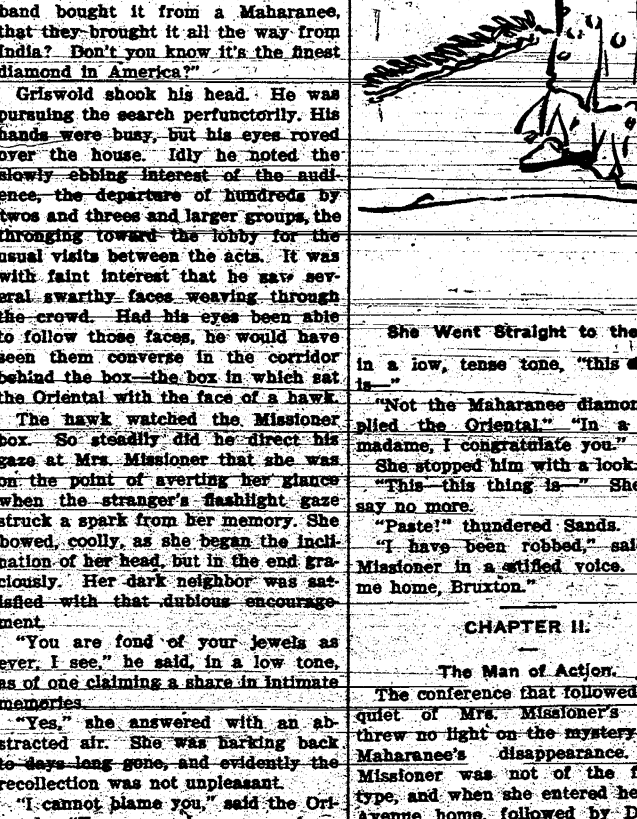 band bought it from a Maharanee,
that they brought it all the way from
India? Don't you know it's the finest
diamond in America?"
Griswold shook his head. He was
pursuing the search perfunctorily. His
hands were busy, but his eyes roved
over the house. Idly he noted the
slowly ebbing interest of the audi-
ence, the departure of hundreds by
twos and threes and larger groups, the
thronging toward the lobby for the
usual visits between the acts. It was
with faint interest that he saw sev-
eral swarthy faces weaving through
the crowd. Had his eyes been able
to follow those faces, he would have
seen them converse in the corridor
behind the box—the box in which sat
the Oriental with the face of a hawk.
The hawk watched the Missioner
box. So steadily did he direct his
gaze at Mrs. Missioner that she was
on the point of averting her glance
when the stranger's flashlight gaze
struck a spark from her memory. She
bowed, coolly, as she began the incli-
nation of her head, but in the end gra-
ciously. Her dark neighbor was sat-
isfied with that dubious encourage-
ment.
"You are fond of your jewels as
ever, I see," he said, in a low tone,
as of one claiming a share in intimate
memories.
"Yes," she answered with an ab-
stracted air. She was harking back
to days long gone, and evidently the
recollection was not unpleasant.
"I cannot blame you," said the Ori-
She Went Straight to the
in a low, tense tone, "this
is—"
"Not the Maharanee diamon
plied the Oriental." "In a
madame, I congratulate you."
She stopped him with a look.
"This—this thing is—" She
say no more.
"Paste!" thundered Sands.
"I have been robbed," sai
Missioner in a stifled voice.
me home, Bruxton."
CHAPTER II.
The Man of Action.
The conference that followed
quiet of Mrs. Missioner's
threw no light on the mystery
Maharanee's disappearance.
Missioner was not of the f
type, and when she entered he
Avenue home, followed by D